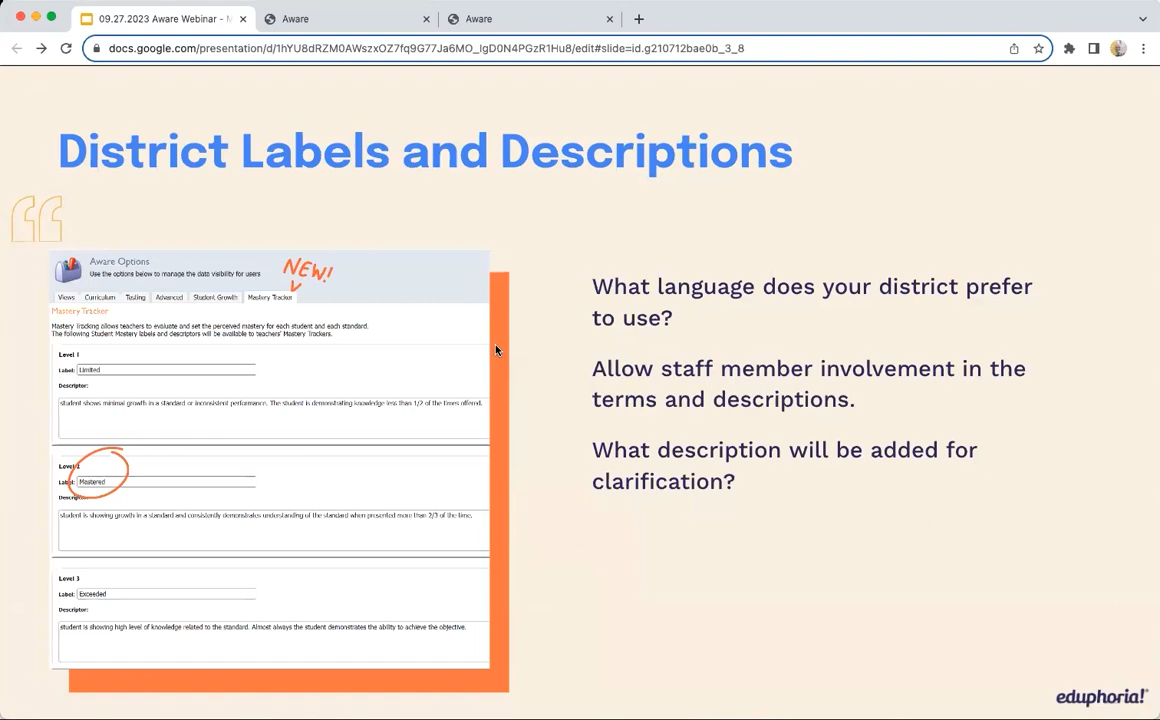 09.27.2023 Aware Webinar - M
Aware
Aware
docs.google.com/presentation/d/1hYU8dRZM0AWszxOZ7fq9G77Ja6MO_IgD0N4PGzR1Hu8/edit#slide=id.g210712bae0b_3_8
District Labels and Descriptions
Aware Options
Use the options below to manage the data visibility for users
NEW!
Views Curriculum Testing Advanced Student Growth Mastery Tracker
Mastery Tracker
Mastery Tracking allows teachers to evaluate and set the perceived mastery for each student and each standard.
The following Student Mastery labels and descriptors will be available to teachers' Mastery Trackers.
Level 1
Label: Limited
Descriptor:
student shows minimal growth in a standard or inconsistent performance. The student is demonstrating knowledge less than 1/2 of the times offered.
Level 2
Label: Mastered
Descriptor:
student is showing growth in a standard and consistently demonstrates understanding of the standard when presented more than 2/3 of the time.
Level 3
Label: Exceeded
Descriptor:
student is showing high level of knowledge related to the standard. Almost always the student demonstrates the ability to achieve the objective.
What language does your district prefer
to use?
Allow staff member involvement in the
terms and descriptions.
What description will be added for
clarification?
eduphoria!